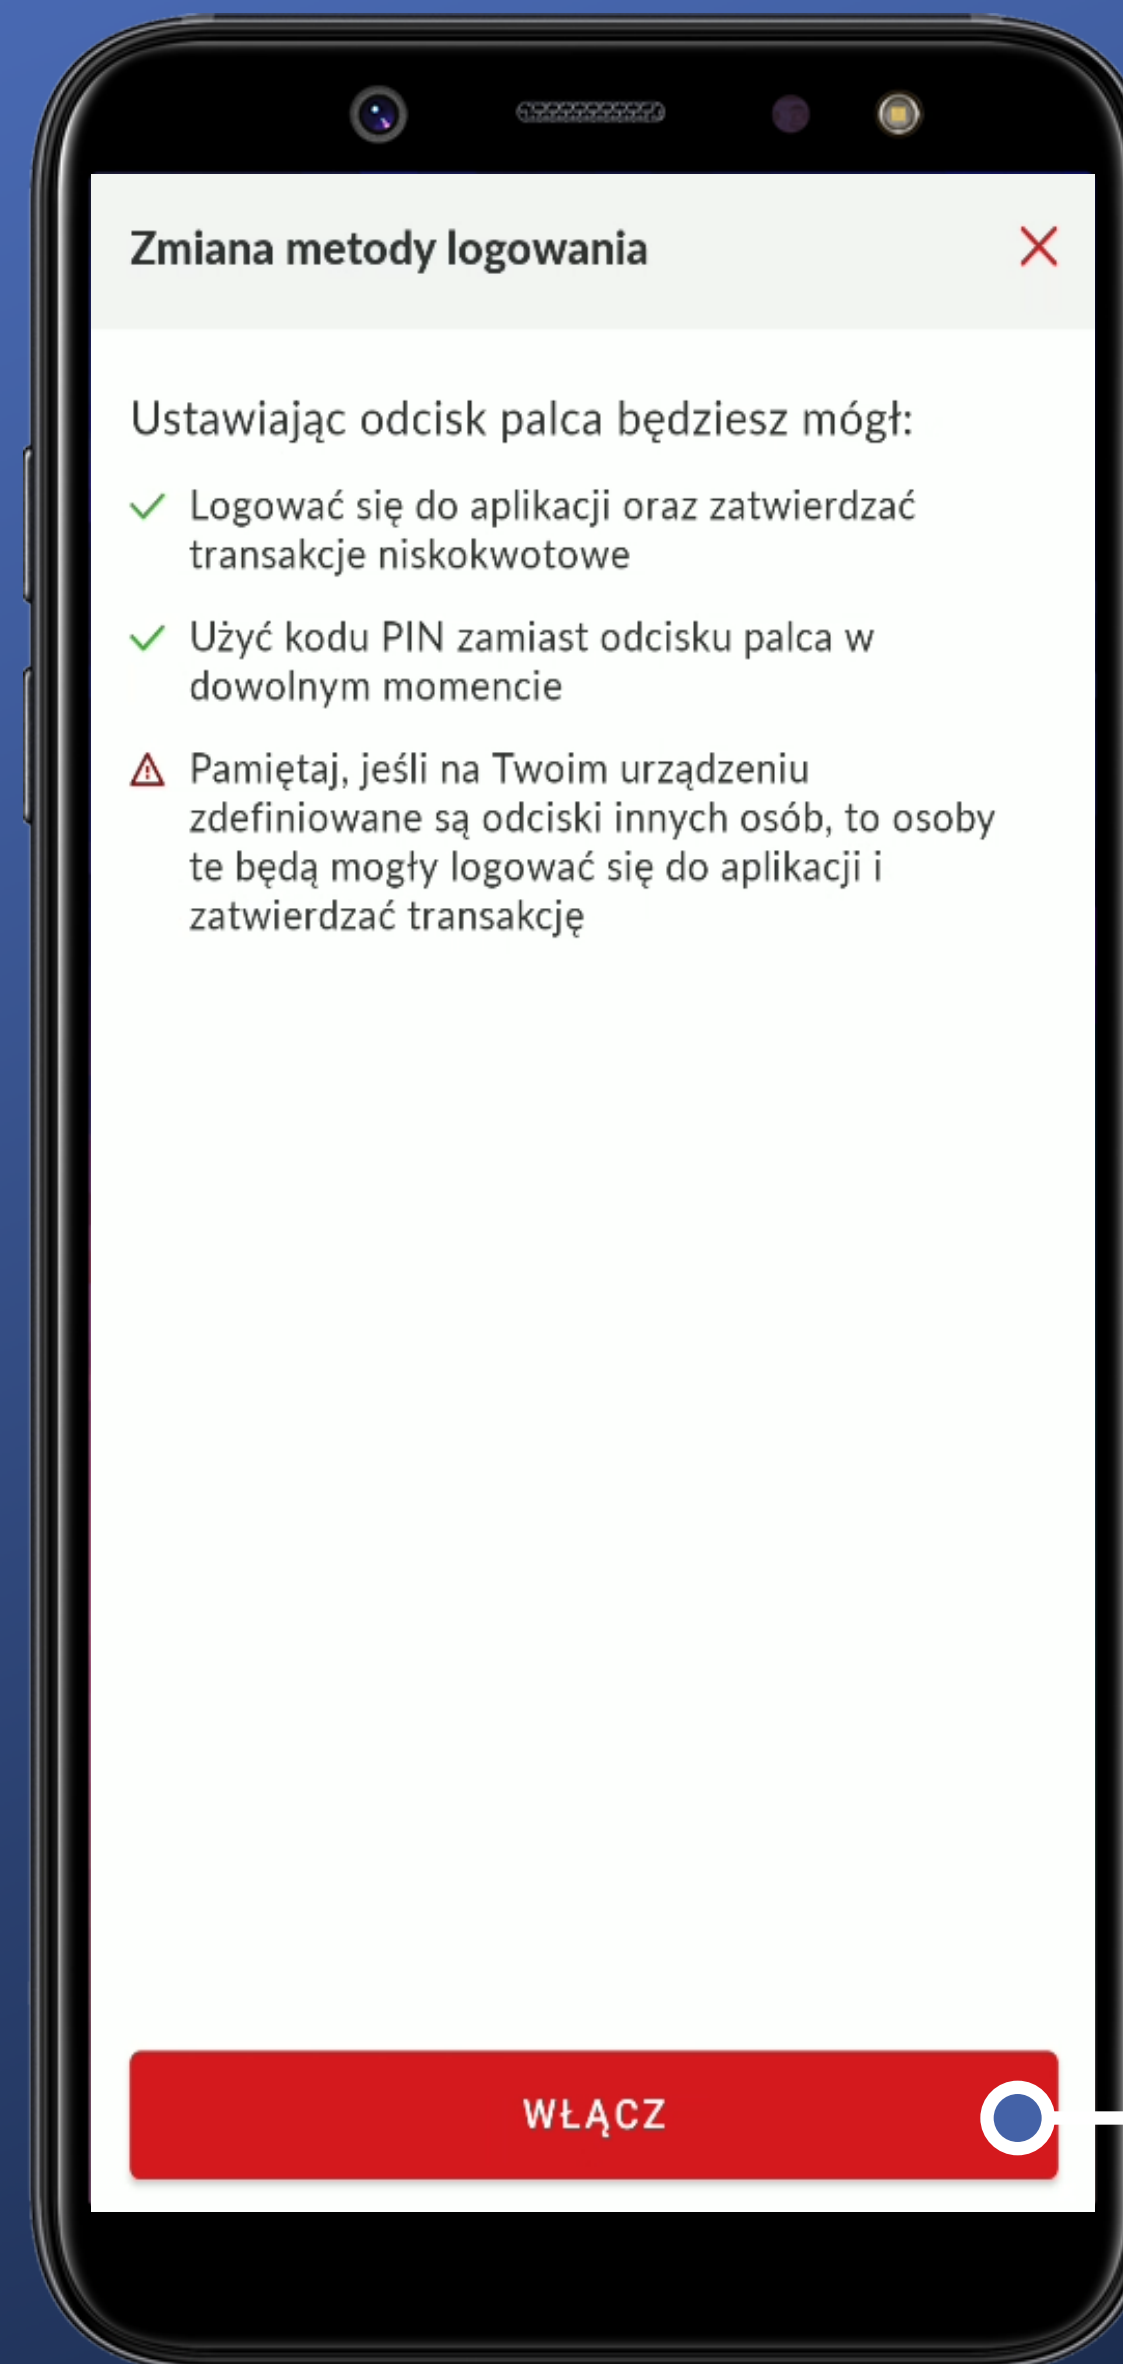 Zmiana metody logowania
Ustawiając odcisk palca będziesz mógł:
Logować się do aplikacji oraz zatwierdzać
transakcje niskokwotowe
Użyć kodu PIN zamiast odcisku palca w
dowolnym momencie
Pamiętaj, jeśli na Twoim urządzeniu
zdefiniowane są odciski innych osób, to osoby
te będą mogły logować się do aplikacji i
zatwierdzać transakcję
WŁĄCZ